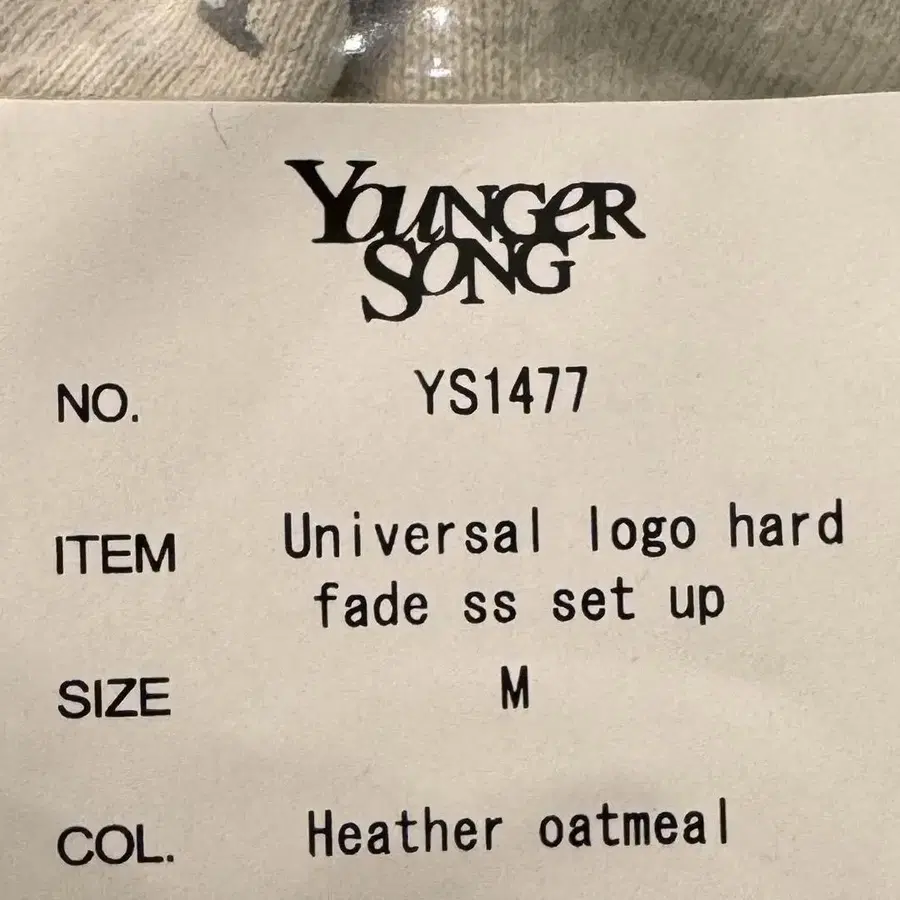 YOUNGER
SONG
NO. YS1477
ITEM Universal logo hard
fade ss set up
SIZE M
COL. Heather oatmeal